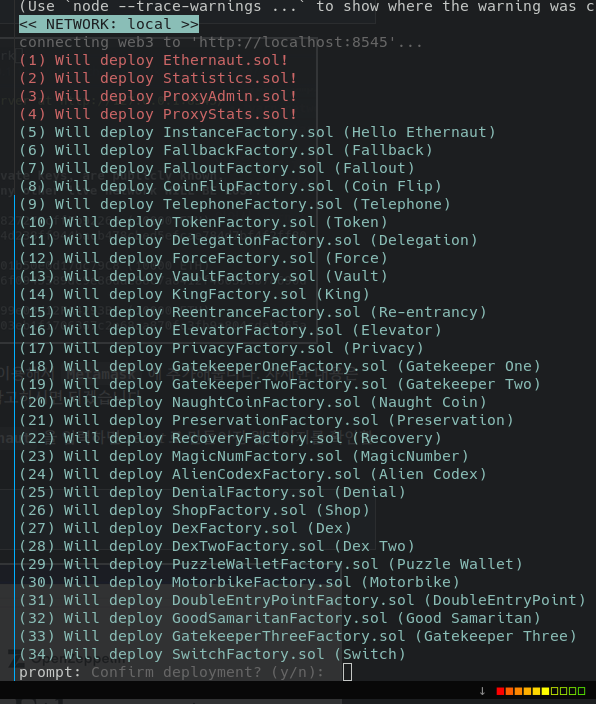 (Use `node --trace-warnings ...` to show where the warning was c
<< NETWORK: local >>
connecting web3 to 'http://localhost:8545'...
(1) Will deploy Ethernaut.sol!
(2) Will deploy Statistics.sol!
(3) Will deploy ProxyAdmin.sol!
(4) Will deploy ProxyStats.sol!
(5) Will deploy InstanceFactory.sol (Hello Ethernaut)
(6) Will deploy FallbackFactory.sol (Fallback)
(7) Will deploy FalloutFactory.sol (Fallout)
(8) Will deploy CoinFlipFactory.sol (Coin Flip)
(9) Will deploy TelephoneFactory.sol (Telephone)
(10) Will deploy TokenFactory.sol (Token)
(11) Will deploy DelegationFactory.sol (Delegation)
(12) Will deploy ForceFactory.sol (Force)
(13) Will deploy VaultFactory.sol (Vault)
(14) Will deploy KingFactory.sol (King)
(15) Will deploy ReentranceFactory.sol (Re-entrancy)
(16) Will deploy ElevatorFactory.sol (Elevator)
(17) Will deploy PrivacyFactory.sol (Privacy)
(18) Will deploy GatekeeperOneFactory.sol (Gatekeeper One)
(19) Will deploy GatekeeperTwoFactory.sol (Gatekeeper Two)
(20) Will deploy NaughtCoinFactory.sol (Naught Coin)
(21) Will deploy PreservationFactory.sol (Preservation)
(22) Will deploy RecoveryFactory.sol (Recovery)
(23) Will deploy MagicNumFactory.sol (MagicNumber)
(24) Will deploy AlienCodexFactory.sol (Alien Codex)
(25) Will deploy DenialFactory.sol (Denial)
(26) Will deploy ShopFactory.sol (Shop)
(27) Will deploy DexFactory.sol (Dex)
(28) Will deploy DexTwoFactory.sol (Dex Two)
(29) Will deploy PuzzleWalletFactory.sol (Puzzle Wallet)
(30) Will deploy MotorbikeFactory.sol (Motorbike)
(31) Will deploy DoubleEntryPointFactory.sol (DoubleEntryPoint)
(32) Will deploy GoodSamaritanFactory.sol (Good Samaritan)
(33) Will deploy GatekeeperThreeFactory.sol (Gatekeeper Three)
(34) Will deploy SwitchFactory.sol (Switch)
prompt: Confirm deployment? (y/n):